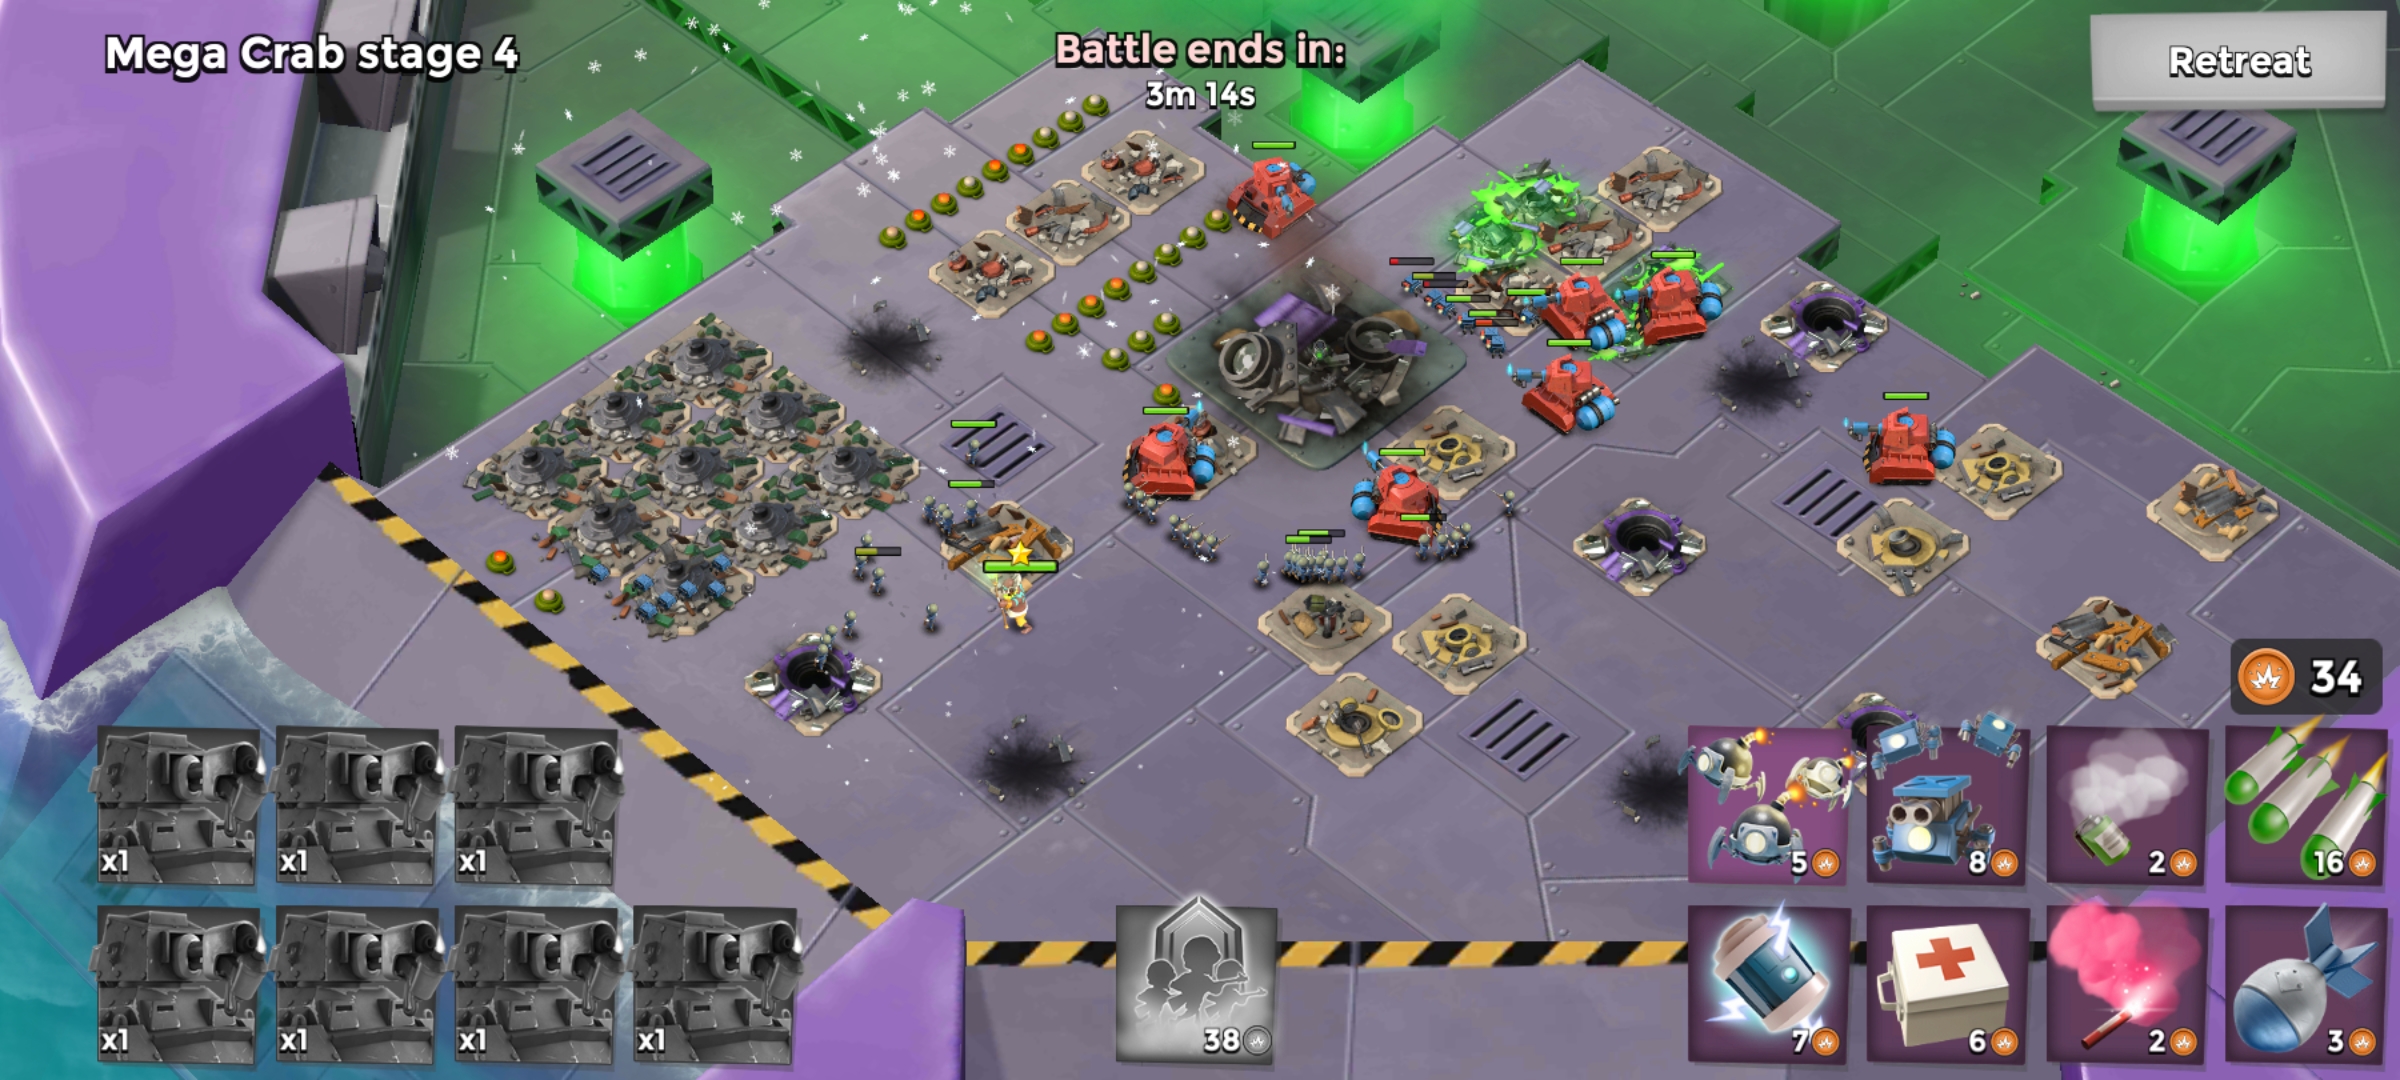 Mega Crab stage 4
Battle ends in:
3m 14s
Retreat
34
x1
x1
x1
5
8
2
16
x1
x1
x1
x1
38
7
6
2
3